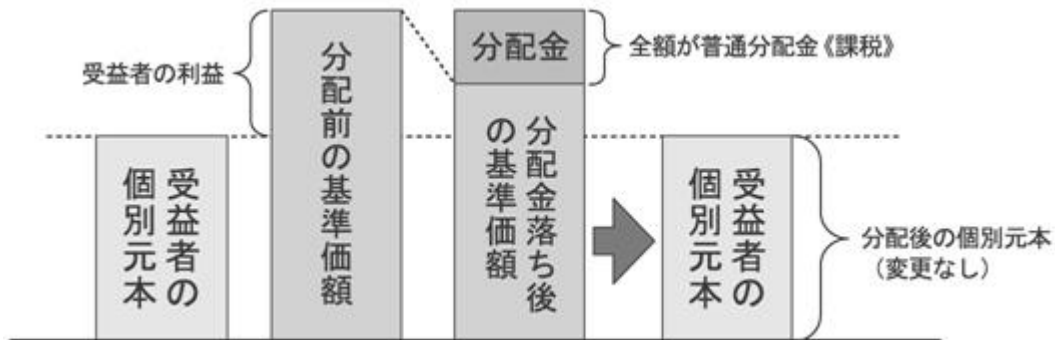 受益者の利益
受益者の
個別元本
分配前の基準価額
分配金
全額が普通分配金《課税》
分配金落ち後
の基準価額
受益者の
個別元本
分配後の個別元本
（変更なし）